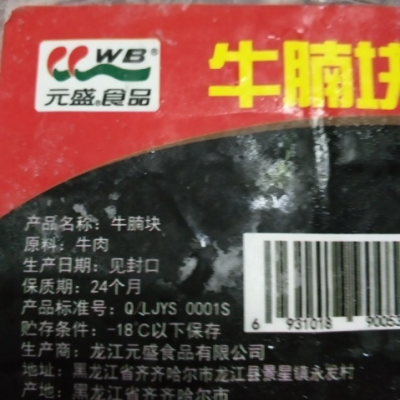 WB®
元盛®食品
牛腩块
产品名称：牛腩块
原料：牛肉
生产日期：见封口
保质期：24个月
产品标准号：Q/LJYS 0001S
贮存条件：-18℃以下保存
生产商：龙江元盛食品有限公司
地址：黑龙江省齐齐哈尔市龙江县景星镇永发村
产地：黑龙江省齐齐哈尔市
6 931018 90053